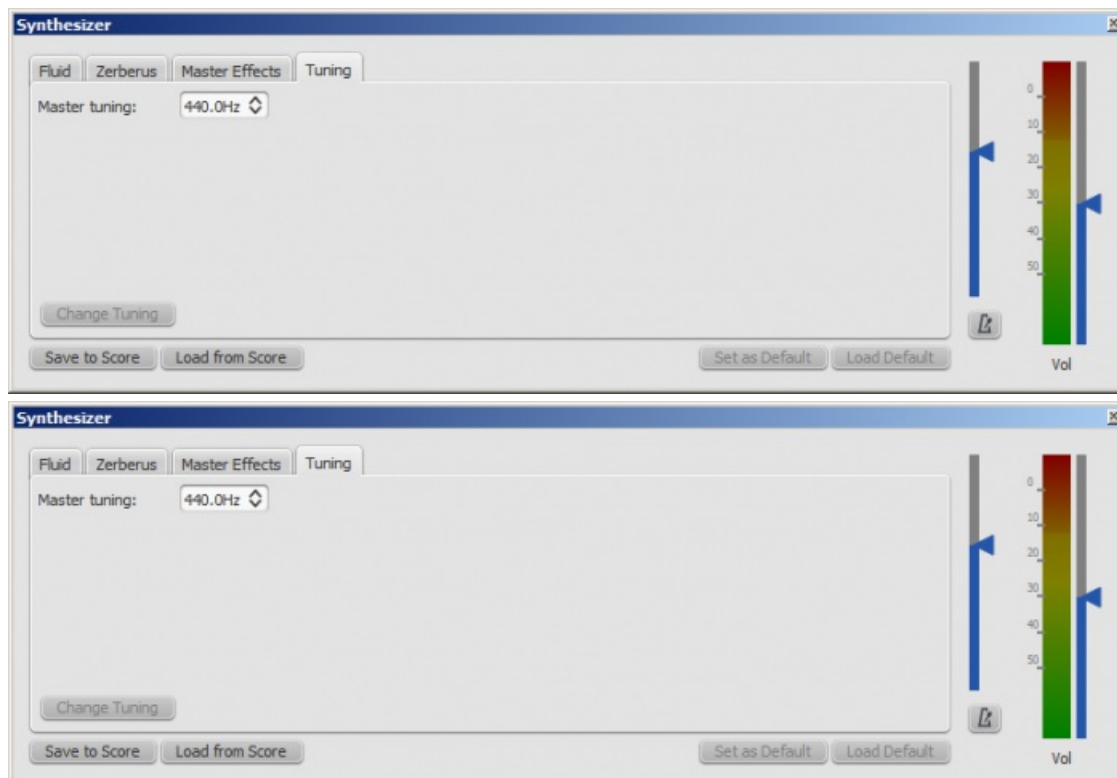 Synthesizer
Fluid Zerberus Master Effects Tuning
Master tuning: 440.0Hz
0
10
20
30
40
50
Change Tuning
Save to Score Load from Score Set as Default Load Default Vol
Synthesizer
Fluid Zerberus Master Effects Tuning
Master tuning: 440.0Hz
0
10
20
30
40
50
Change Tuning
Save to Score Load from Score Set as Default Load Default Vol